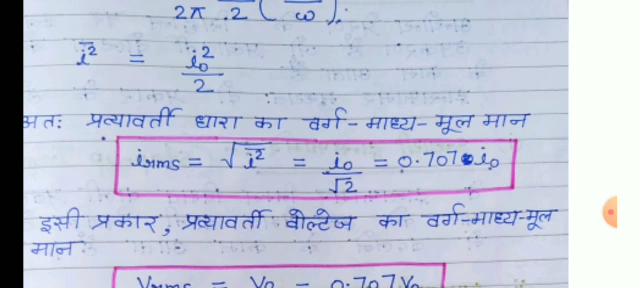 2π .2 ( ω ).
i̅² = i₀²/2
अतः प्रत्यावर्ती धारा का वर्ग-माध्य-मूल मान
irms = √i̅² = i₀/√2 = 0.707 i₀
इसी प्रकार, प्रत्यावर्ती वोल्टेज का वर्ग-माध्य-मूल
मान
Vrms = V₀ = 0.707 V₀